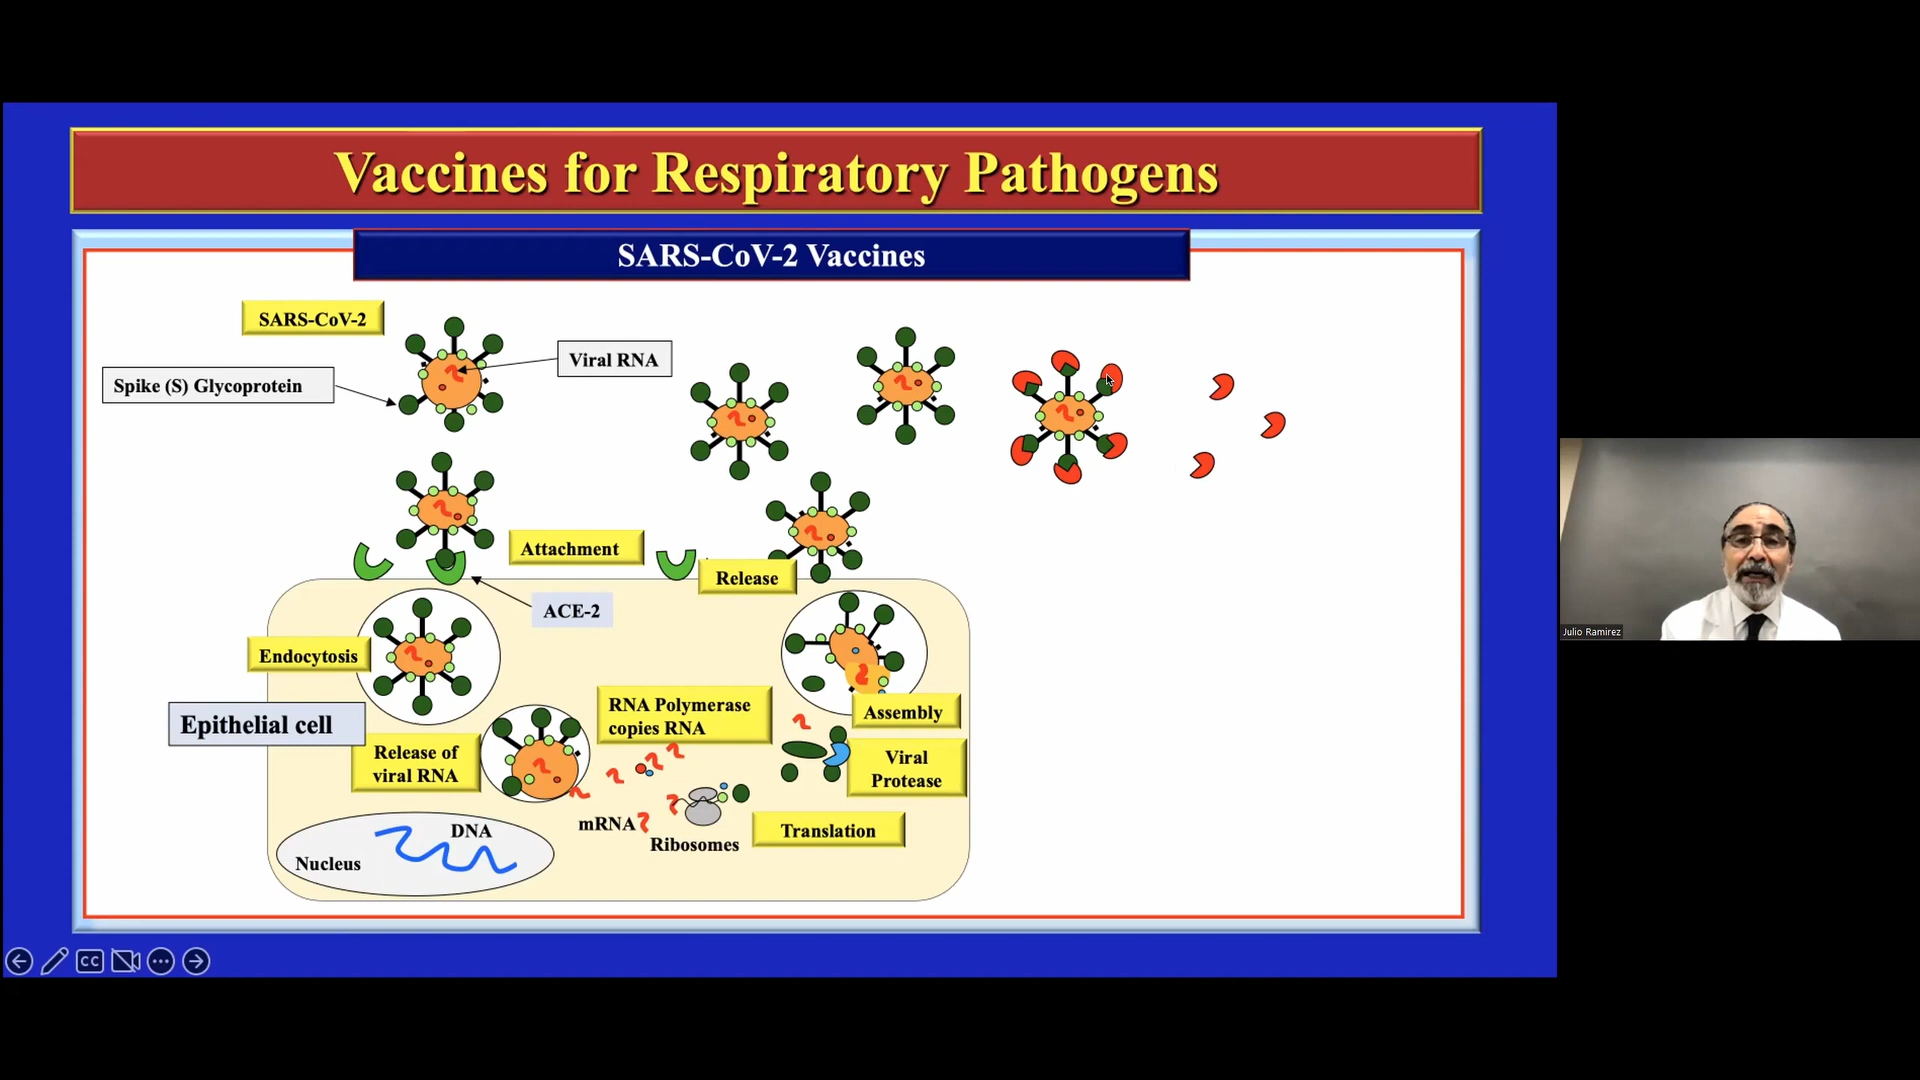 Vaccines for Respiratory Pathogens
SARS-CoV-2 Vaccines
SARS-CoV-2
Spike (S) Glycoprotein
Viral RNA
Attachment
Release
ACE-2
Endocytosis
Epithelial cell
RNA Polymerase
copies RNA
Assembly
Release of
viral RNA
Viral
Protease
mRNA
Ribosomes
Translation
DNA
Nucleus
CC
Julio Ramirez